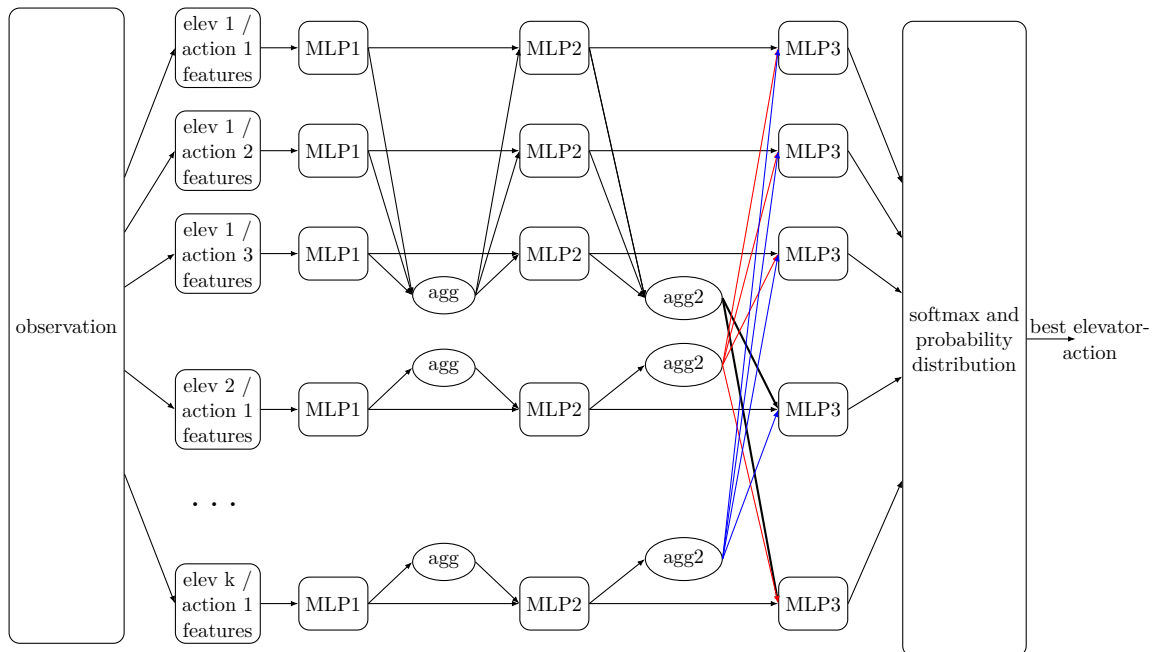 elev 1 /
action 1
features
MLP1
MLP2
MLP3
elev 1 /
action 2
features
MLP1
MLP2
MLP3
elev 1 /
action 3
features
MLP1
MLP2
MLP3
agg
agg2
observation
softmax and
probability
distribution
best elevator-
action
agg
agg2
elev 2 /
action 1
features
MLP1
MLP2
MLP3
. . .
agg
agg2
elev k /
action 1
features
MLP1
MLP2
MLP3